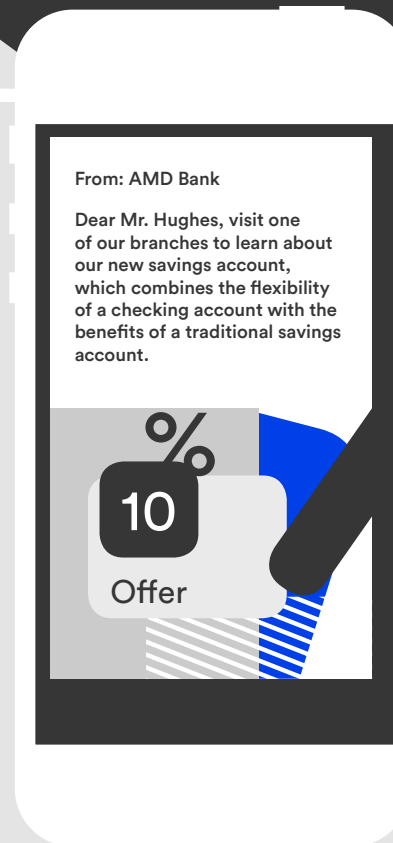 From: AMD Bank
Dear Mr. Hughes, visit one
of our branches to learn about
our new savings account,
which combines the flexibility
of a checking account with the
benefits of a traditional savings
account.
%
10
Offer